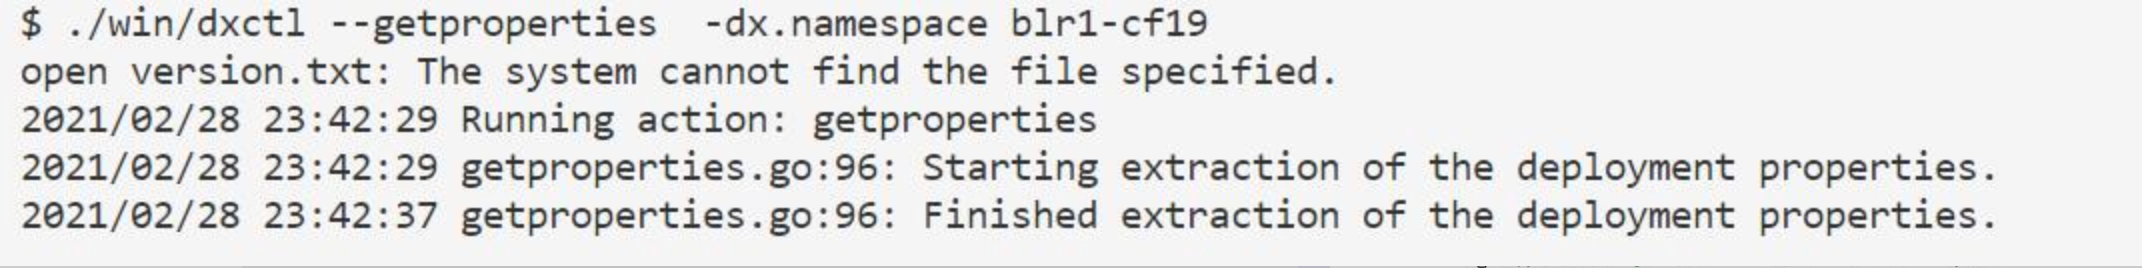 $ ./win/dxctl --getproperties  -dx.namespace blr1-cf19
open version.txt: The system cannot find the file specified.
2021/02/28 23:42:29 Running action: getproperties
2021/02/28 23:42:29 getproperties.go:96: Starting extraction of the deployment properties.
2021/02/28 23:42:37 getproperties.go:96: Finished extraction of the deployment properties.